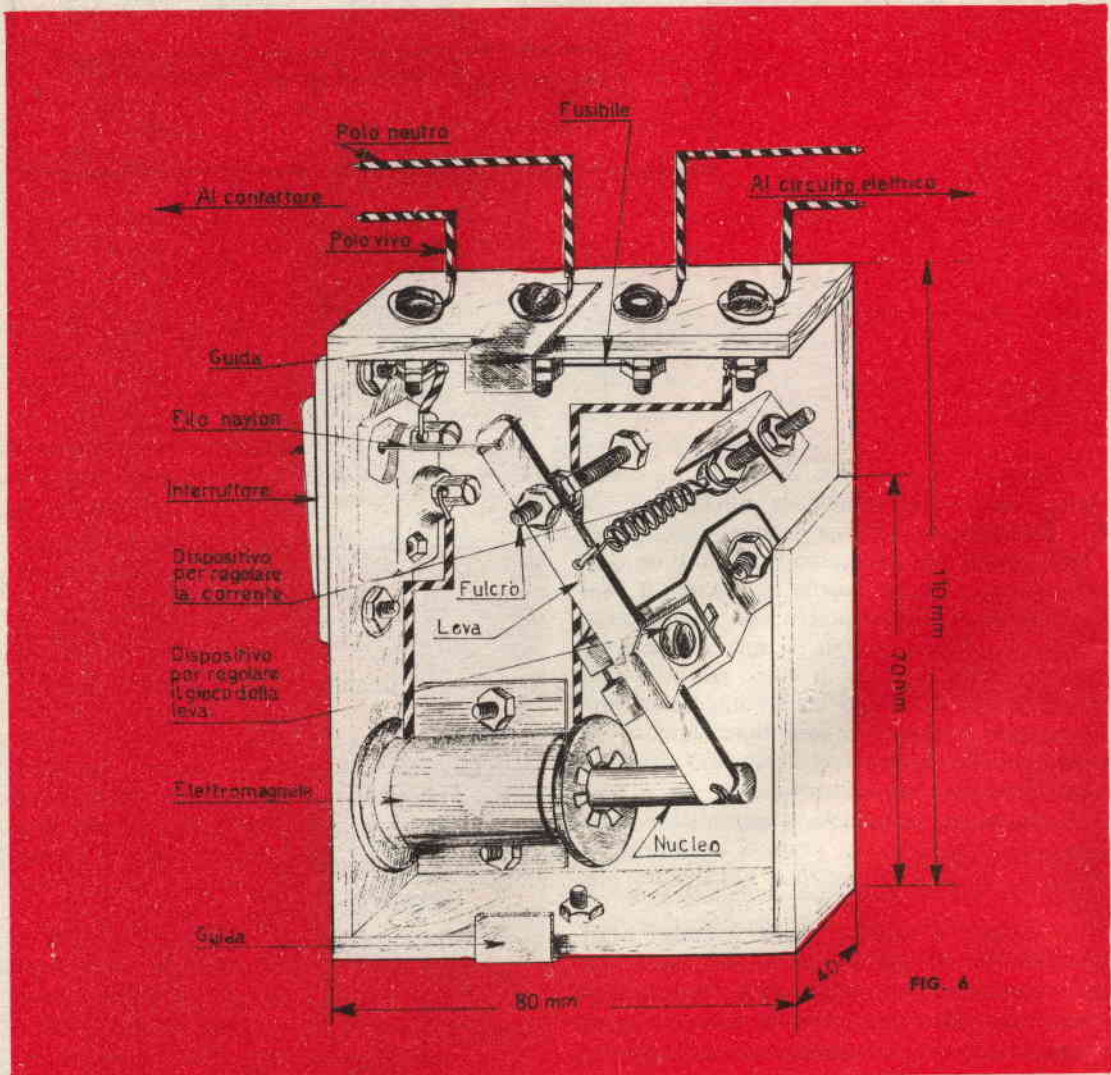 Fusibile
Polo neutro
Al contattore
Al circuito elettrico
Polo vivo
Guida
Filo naylon
Interruttore
Dispositivo
per regolare
la corrente
Fulcro
Leva
Dispositivo
per regolare
il gioco della
leva
Elettromagnete
Nucleo
Guida
110 mm
70 mm
40
80 mm
FIG. 6